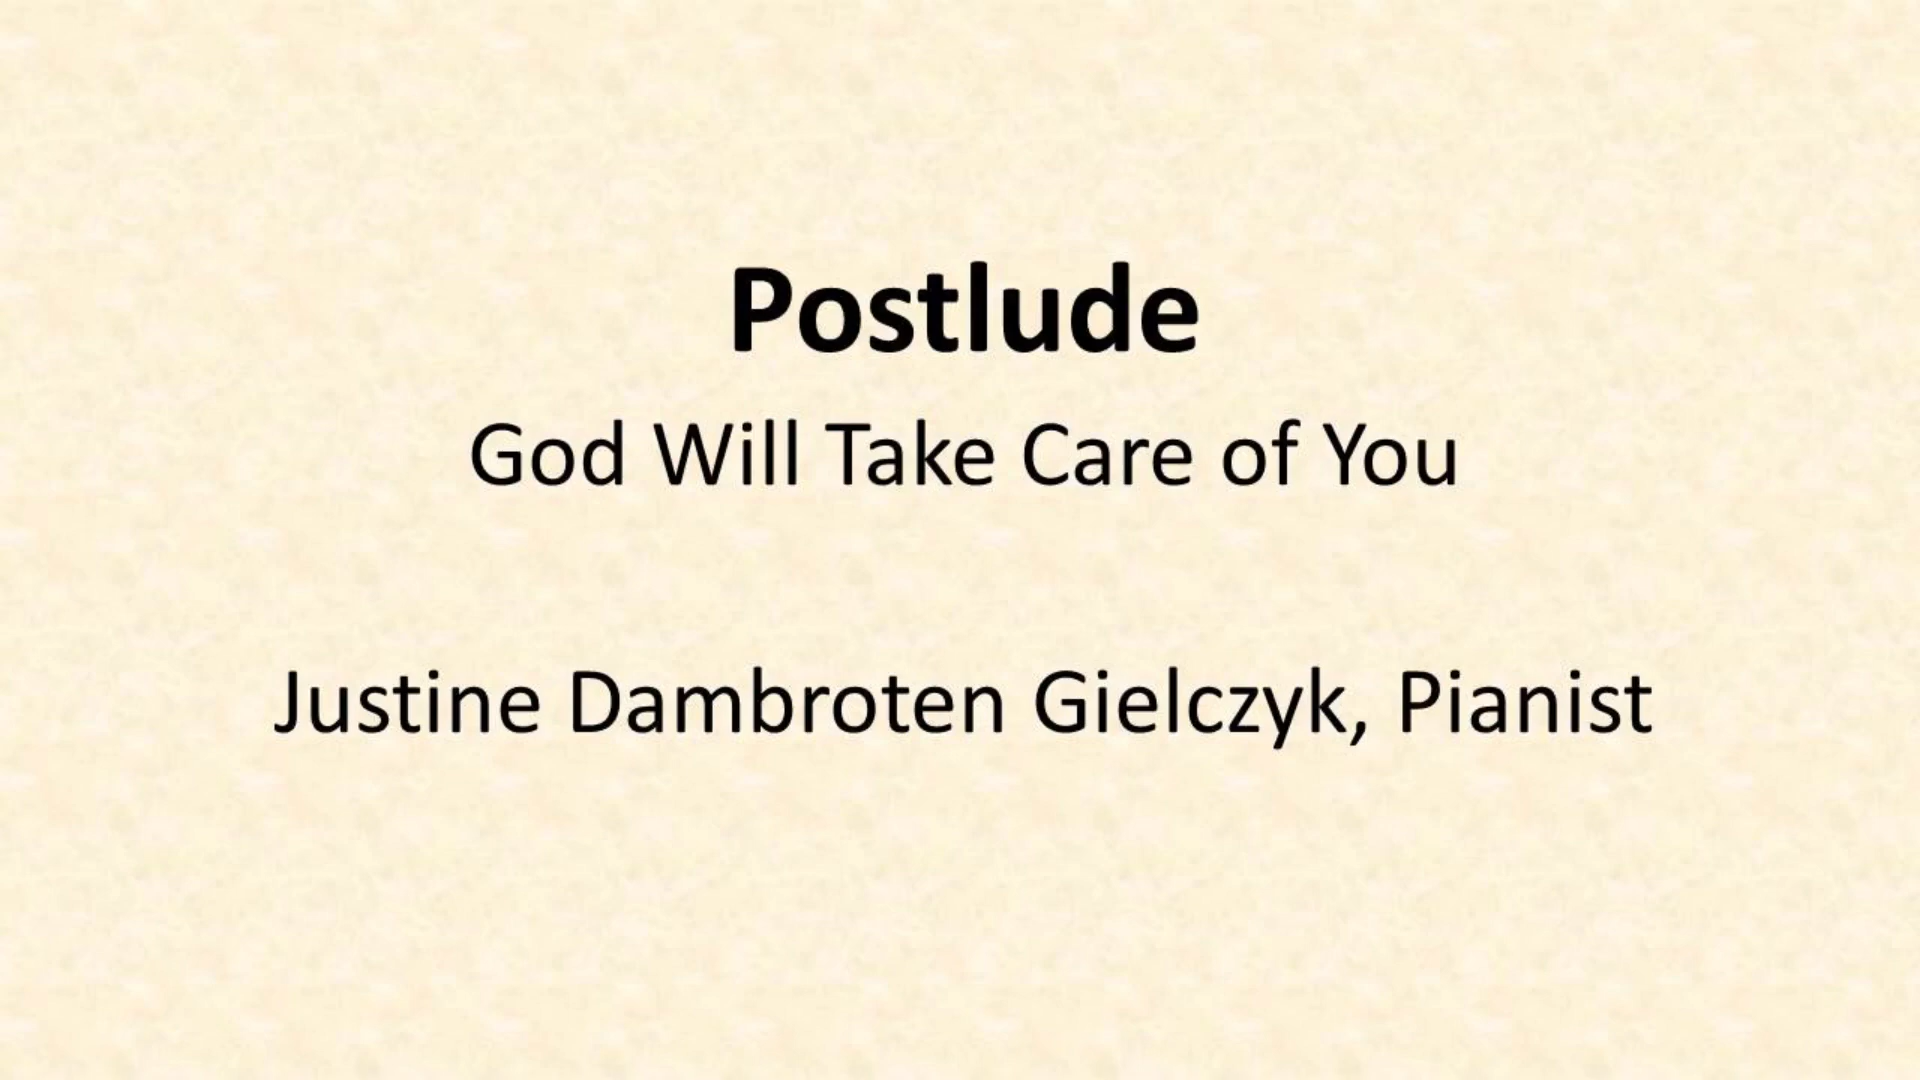 Postlude
God Will Take Care of You
Justine Dambroten Gielczyk, Pianist